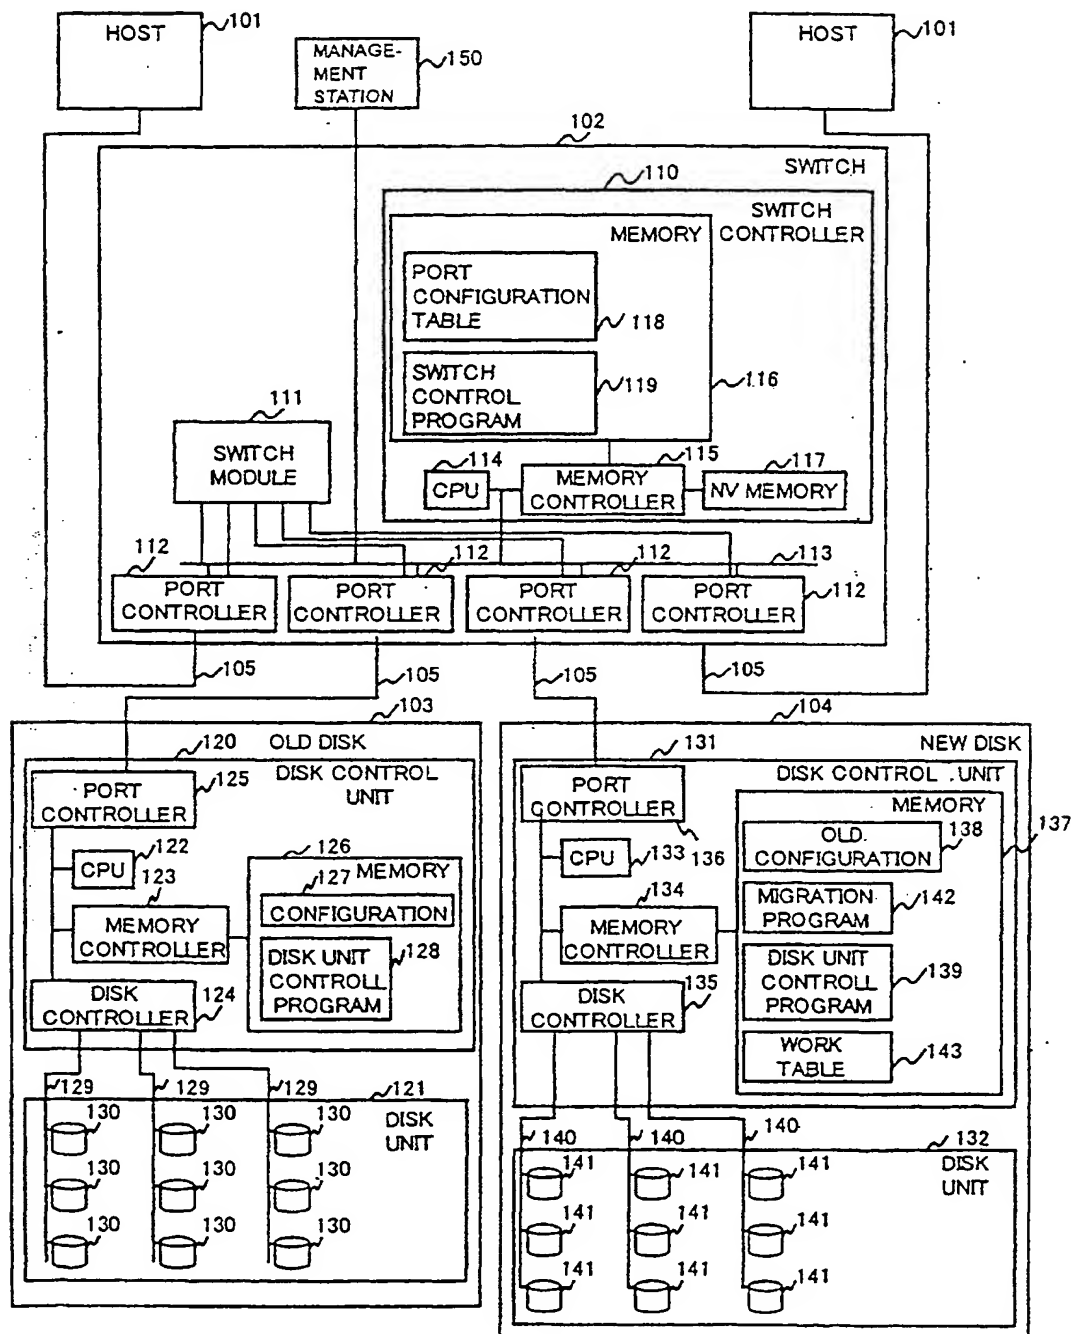 HOST
101
MANAGE-
MENT
STATION
150
HOST
101
102
SWITCH
110
SWITCH
CONTROLLER
MEMORY
PORT
CONFIGURATION
TABLE
118
SWITCH
CONTROL
PROGRAM
119
116
111
SWITCH
MODULE
114
CPU
115
MEMORY
CONTROLLER
117
NV MEMORY
113
112
PORT
CONTROLLER
112
PORT
CONTROLLER
112
PORT
CONTROLLER
112
PORT
CONTROLLER
105
105
105
105
103
OLD DISK
120
DISK CONTROL
UNIT
125
PORT
CONTROLLER
122
CPU
123
MEMORY
CONTROLLER
126
MEMORY
127
CONFIGURATION
DISK UNIT
CONTROLL
PROGRAM
128
DISK
CONTROLLER
124
129
129
129
121
DISK
UNIT
130
130
130
130
130
130
130
130
130
104
NEW DISK
131
DISK CONTROL UNIT
PORT
CONTROLLER
136
CPU
133
134
MEMORY
CONTROLLER
MEMORY
137
OLD.
CONFIGURATION
138
MIGRATION
PROGRAM
142
DISK UNIT
CONTROLL
PROGRAM
139
WORK
TABLE
143
DISK
CONTROLLER
135
140
140
140
132
DISK
UNIT
141
141
141
141
141
141
141
141
141